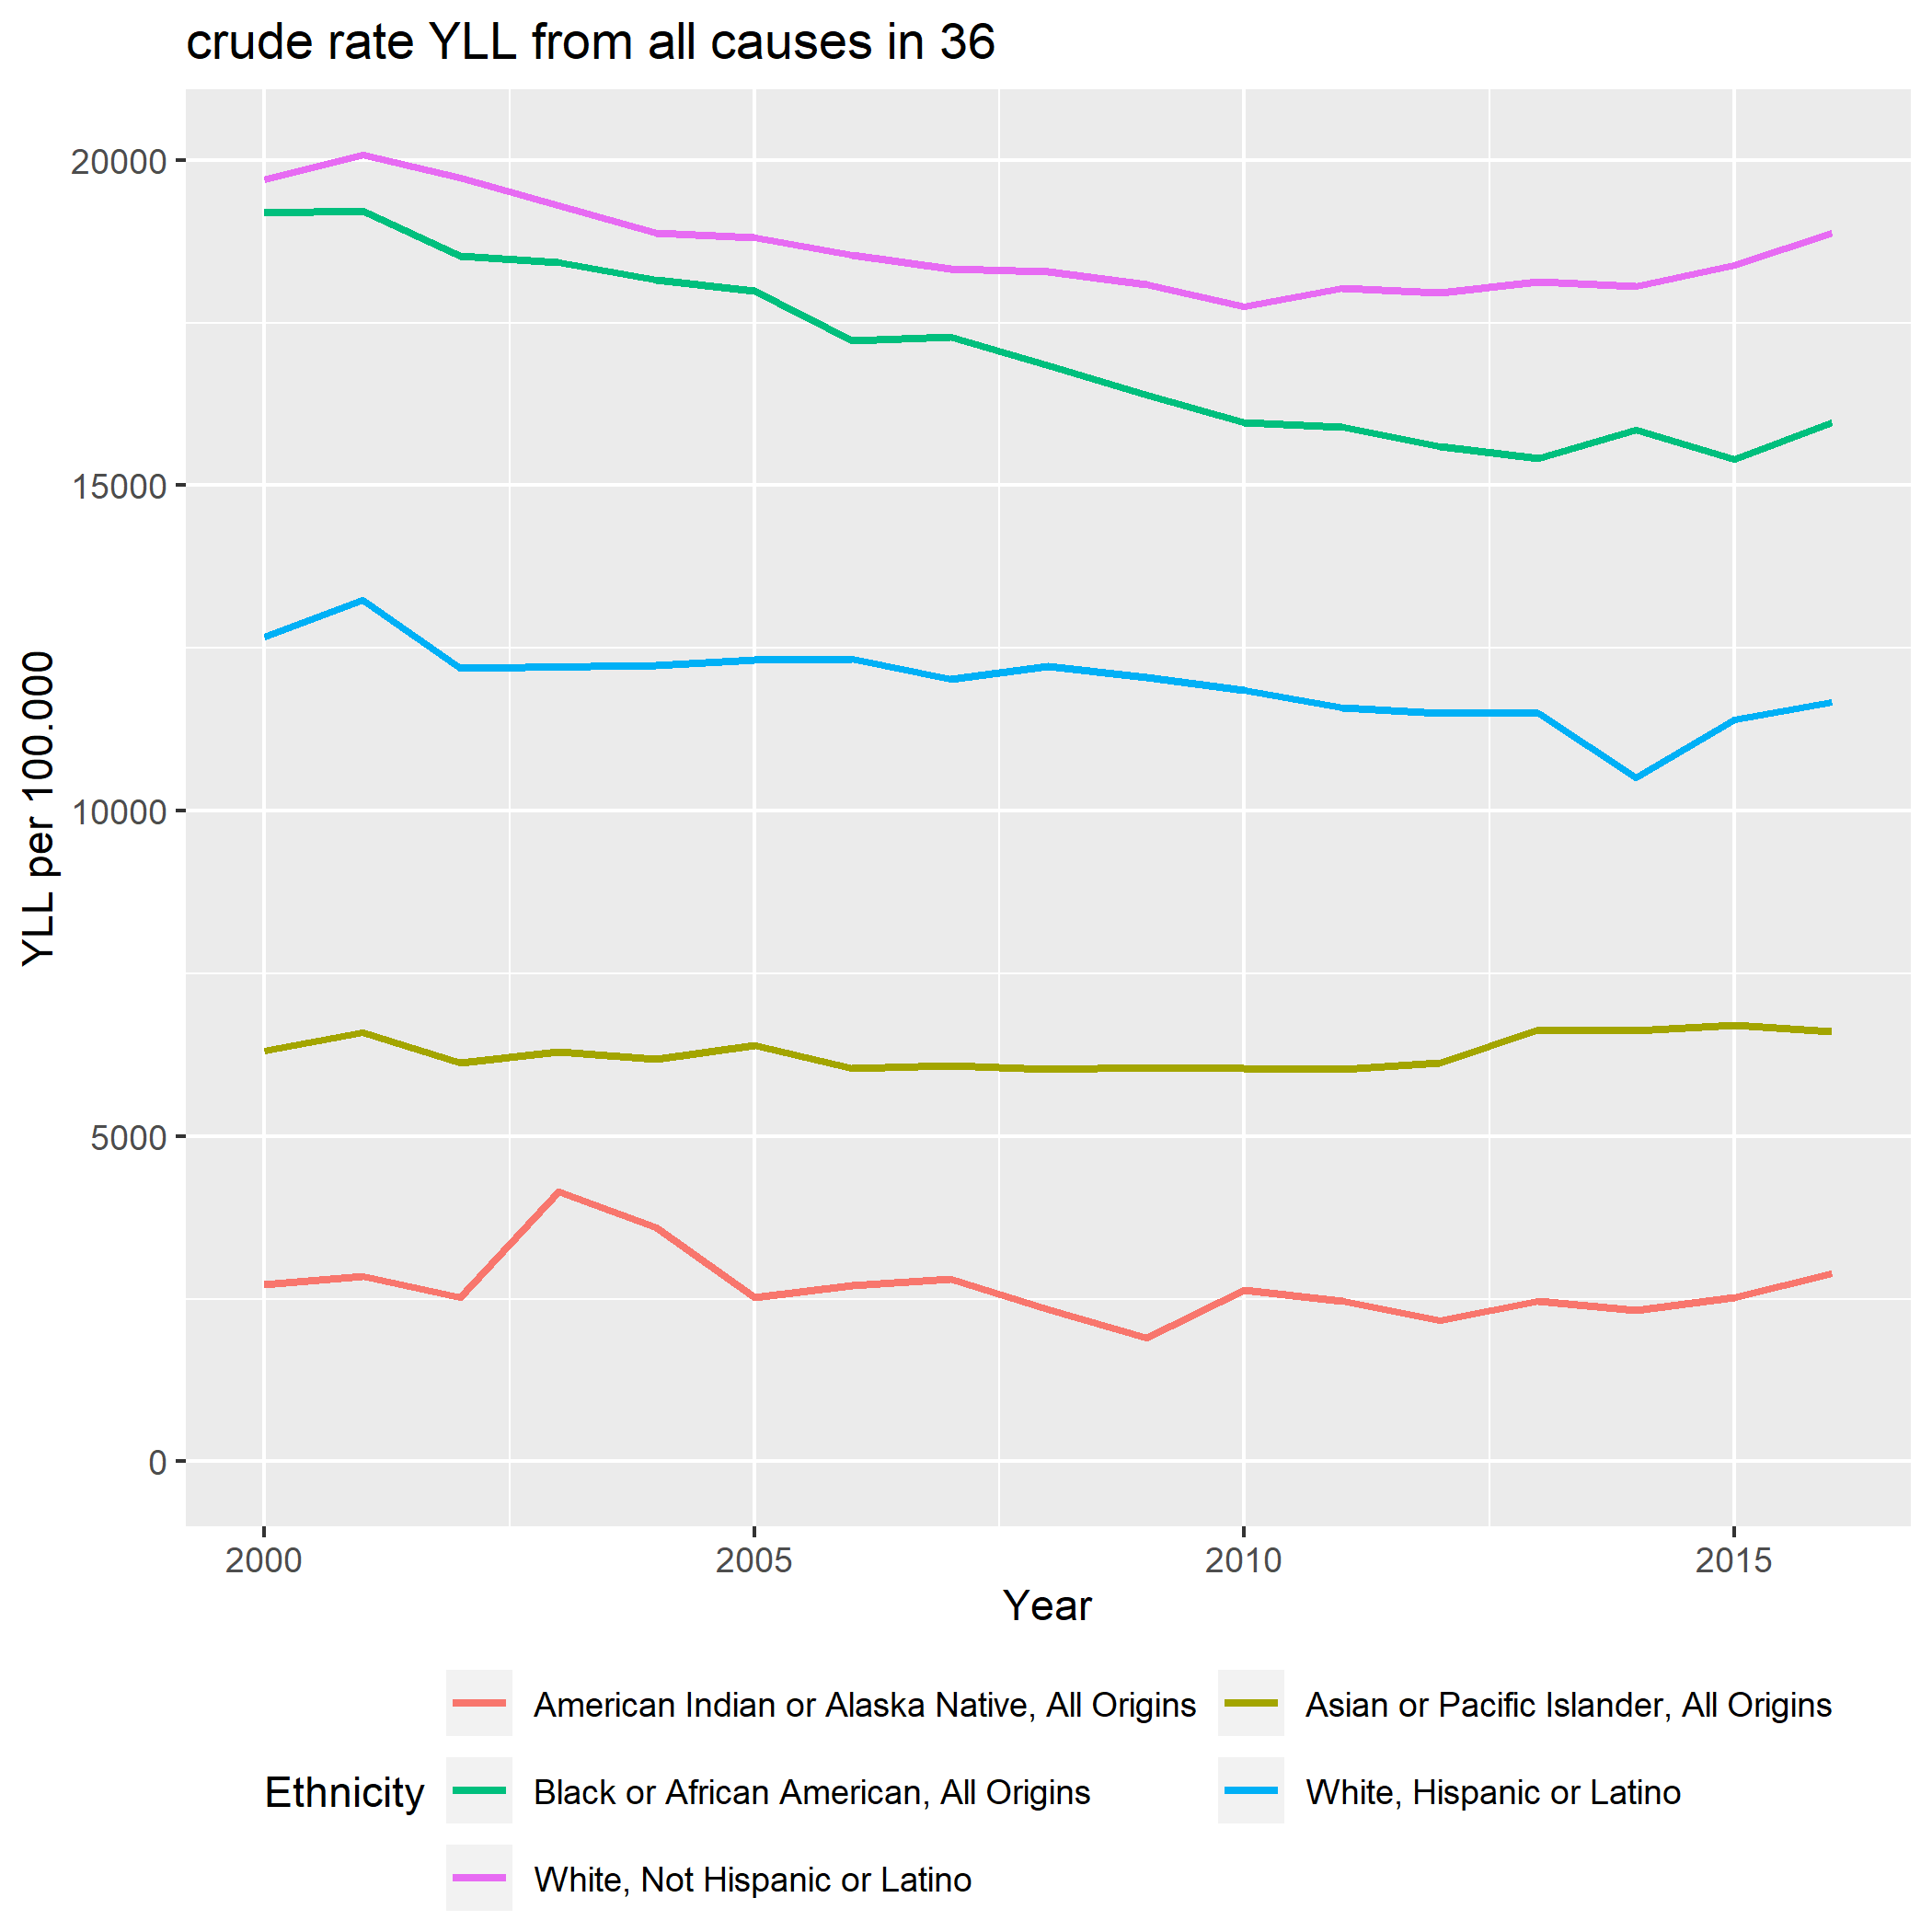 crude rate YLL from all causes in 36
20000
15000
10000
5000
0
YLL per 100.000
2000 2005 2010 2015
Year
Ethnicity
American Indian or Alaska Native, All Origins
Asian or Pacific Islander, All Origins
Black or African American, All Origins
White, Hispanic or Latino
White, Not Hispanic or Latino